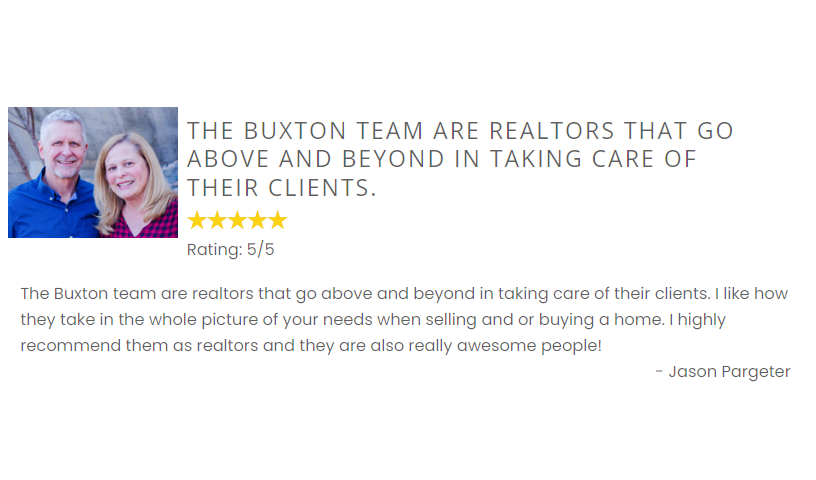 THE BUXTON TEAM ARE REALTORS THAT GO
ABOVE AND BEYOND IN TAKING CARE OF
THEIR CLIENTS.
Rating: 5/5
The Buxton team are realtors that go above and beyond in taking care of their clients. I like how
they take in the whole picture of your needs when selling and or buying a home. I highly
recommend them as realtors and they are also really awesome people!
- Jason Pargeter